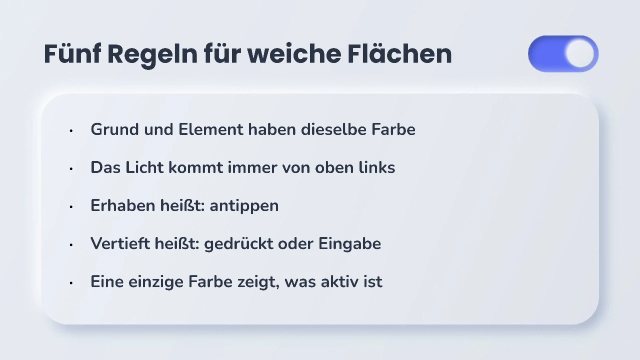 Fünf Regeln für weiche Flächen
· Grund und Element haben dieselbe Farbe
· Das Licht kommt immer von oben links
· Erhaben heißt: antippen
· Vertieft heißt: gedrückt oder Eingabe
· Eine einzige Farbe zeigt, was aktiv ist